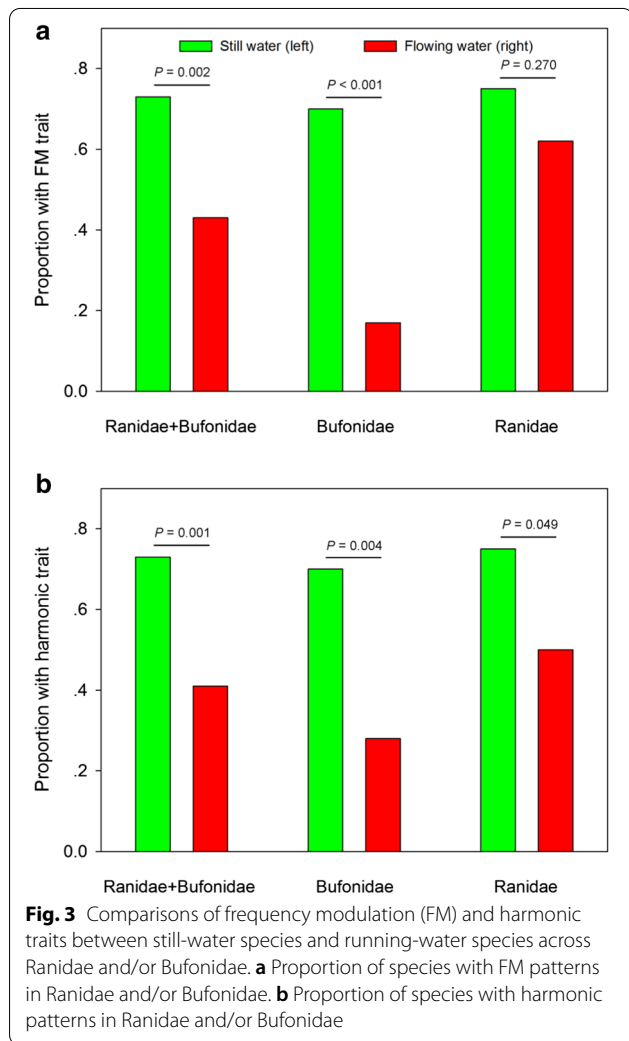 a
Still water (left) Flowing water (right)
P = 0.002 P < 0.001 P = 0.270
Proportion with FM trait
.8
.6
.4
.2
0.0
Ranidae+Bufonidae Bufonidae Ranidae
b
P = 0.001 P = 0.004 P = 0.049
Proportion with harmonic trait
.8
.6
.4
.2
0.0
Ranidae+Bufonidae Bufonidae Ranidae
Fig. 3 Comparisons of frequency modulation (FM) and harmonic
traits between still-water species and running-water species across
Ranidae and/or Bufonidae. a Proportion of species with FM patterns
in Ranidae and/or Bufonidae. b Proportion of species with harmonic
patterns in Ranidae and/or Bufonidae